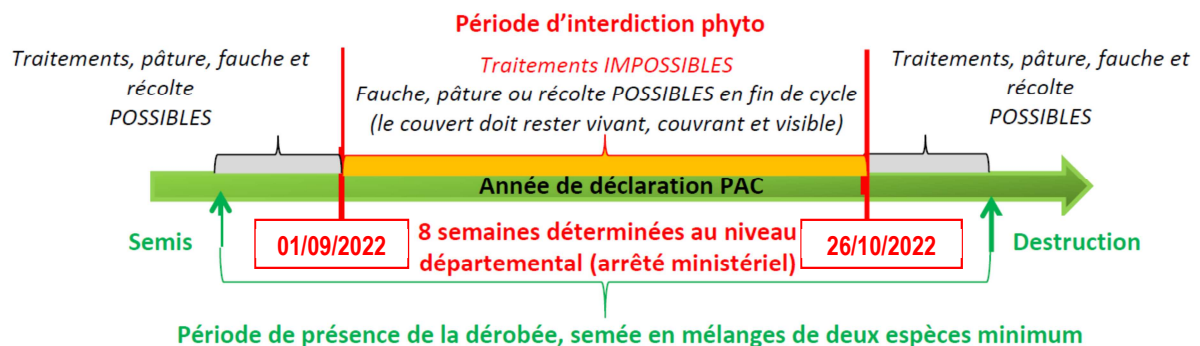 Période d’interdiction phyto
Traitements, pâture, fauche et
récolte
POSSIBLES
Traitements IMPOSSIBLES
Fauche, pâture ou récolte POSSIBLES en fin de cycle
(le couvert doit rester vivant, couvrant et visible)
Traitements, pâture, fauche et
récolte
POSSIBLES
Année de déclaration PAC
Semis
01/09/2022
8 semaines déterminées au niveau
départemental (arrêté ministériel)
26/10/2022
Destruction
Période de présence de la dérobée, semée en mélanges de deux espèces minimum